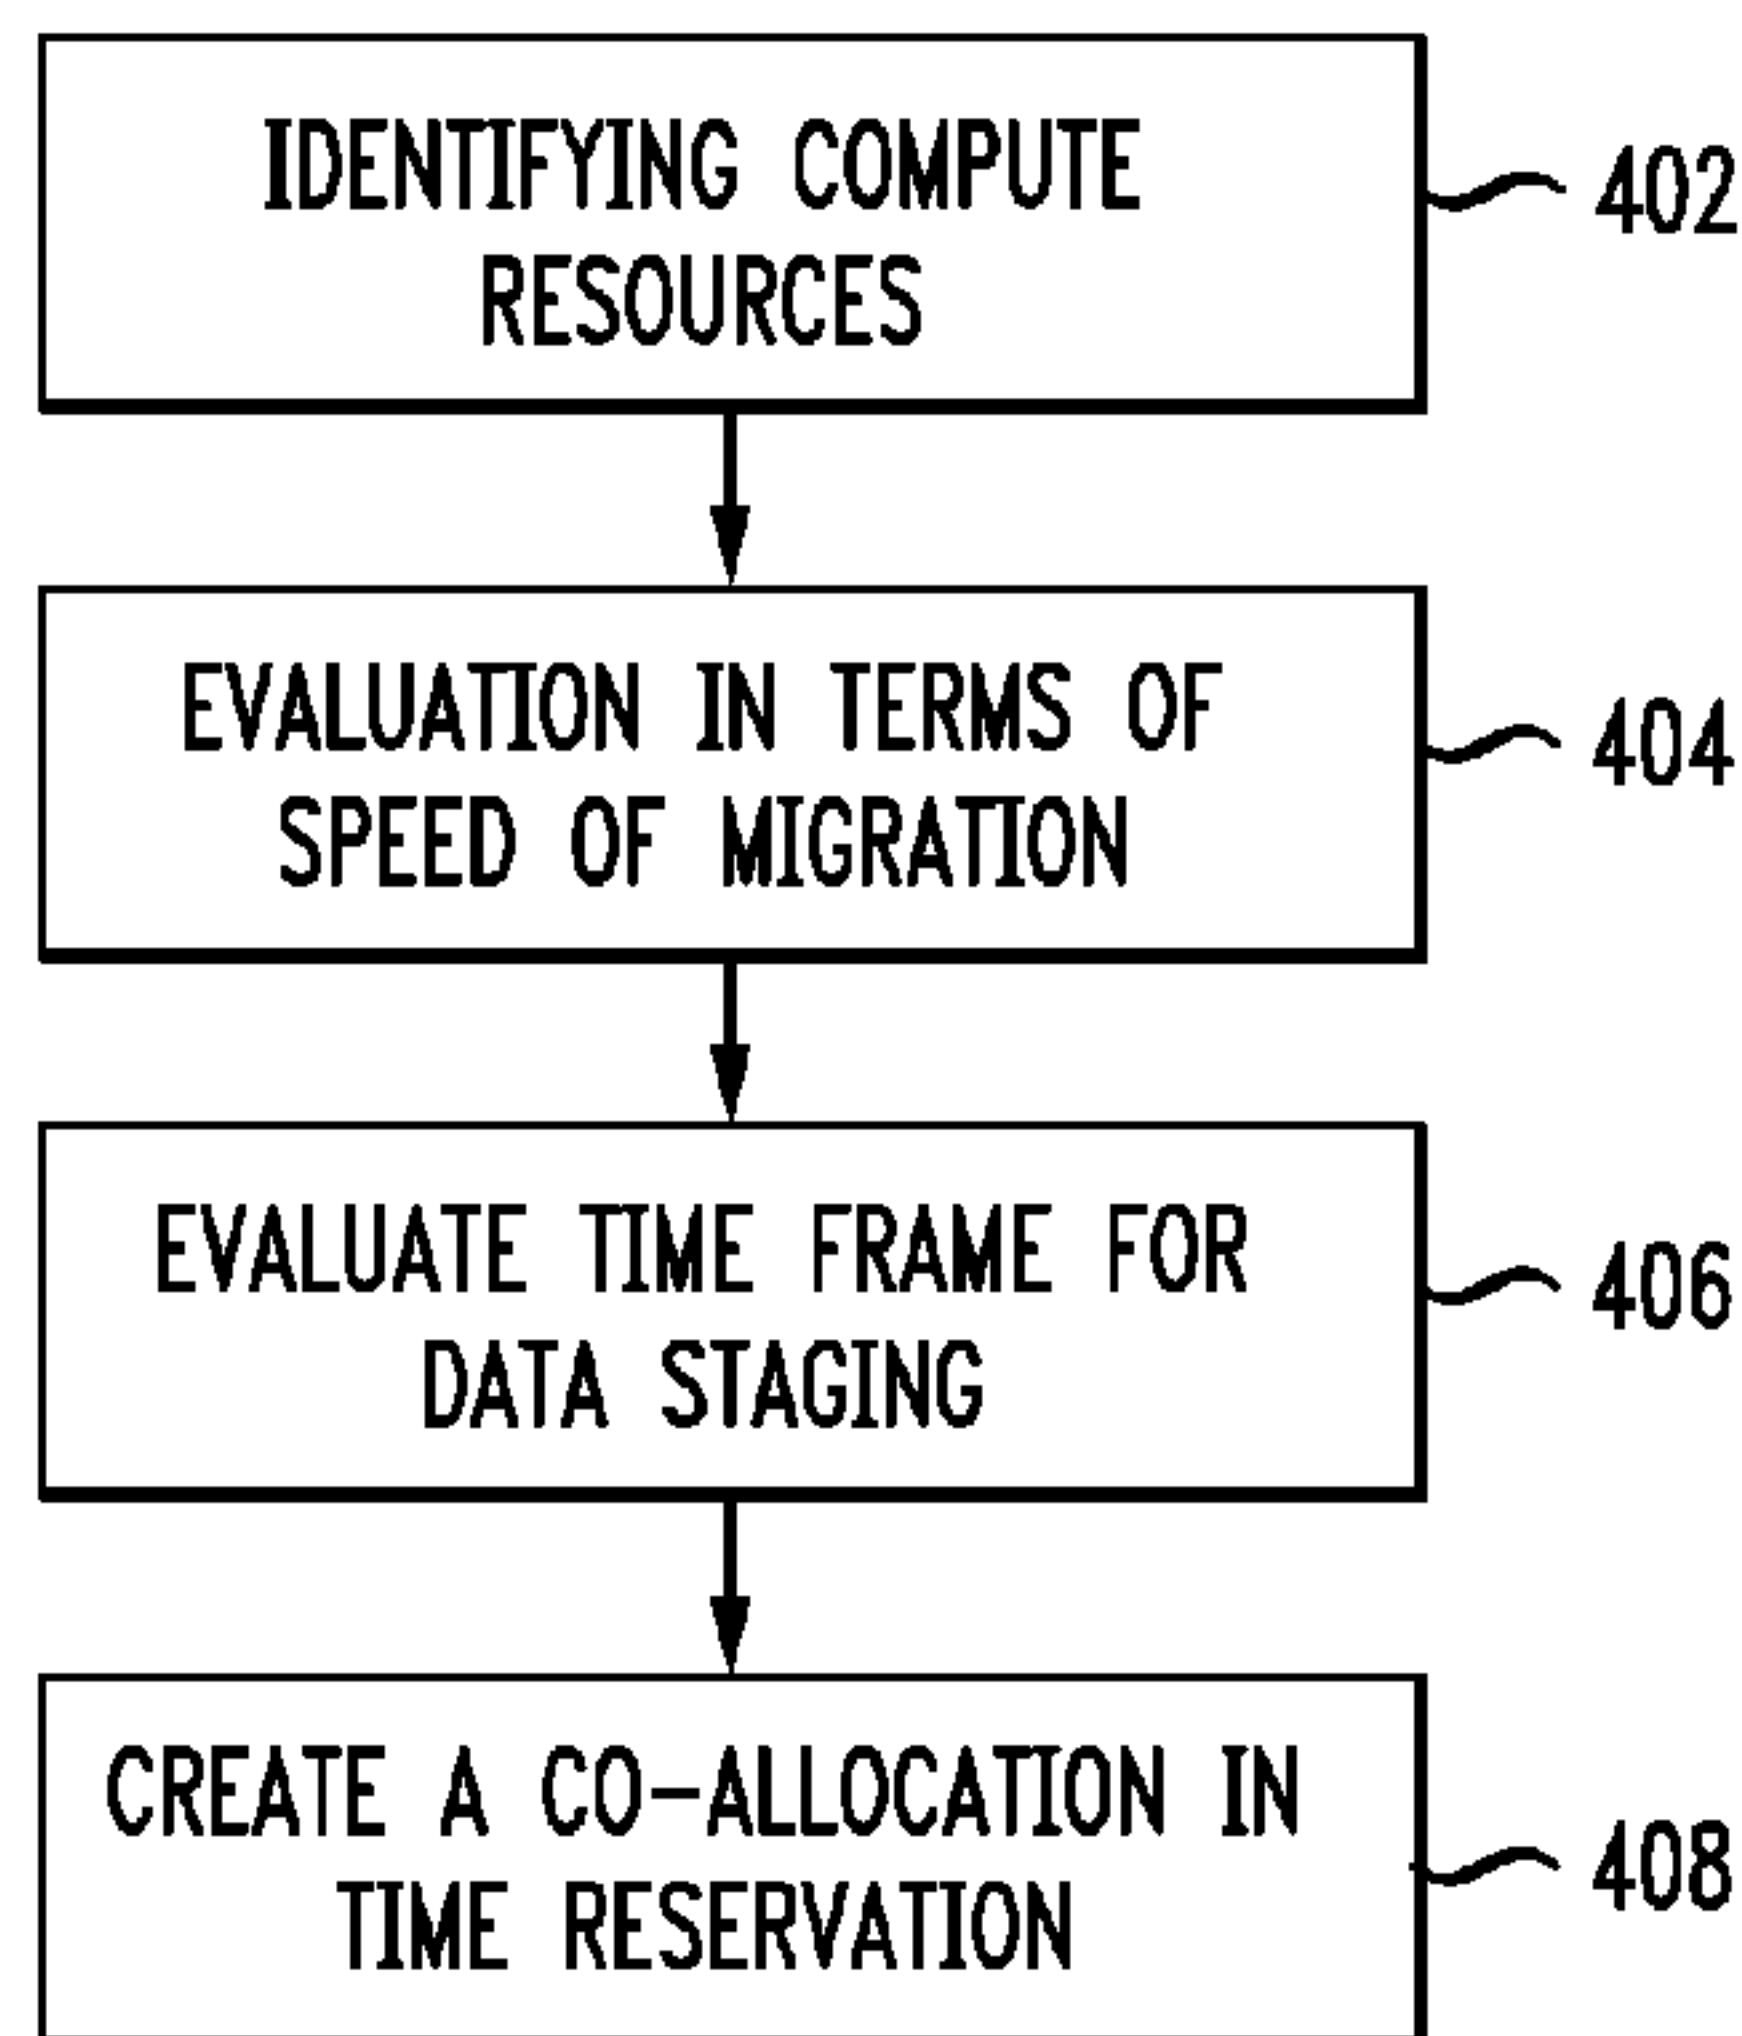 IDENTIFYING COMPUTE
RESOURCES
402
EVALUATION IN TERMS OF
SPEED OF MIGRATION
404
EVALUATE TIME FRAME FOR
DATA STAGING
406
CREATE A CO-ALLOCATION IN
TIME RESERVATION
408